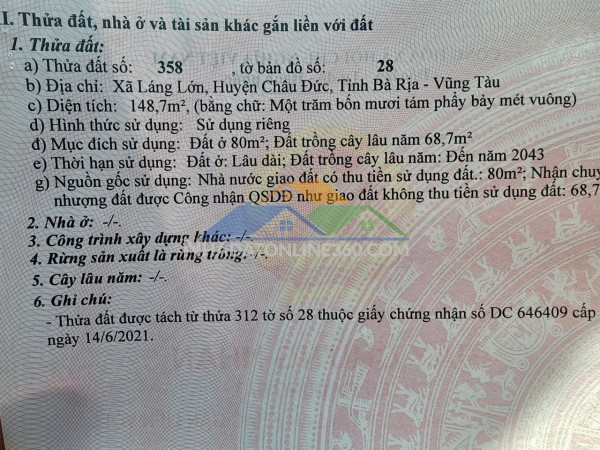 I. Thửa đất, nhà ở và tài sản khác gắn liền với đất
1. Thửa đất:
a) Thửa đất số: 358 , tờ bản đồ số: 28
b) Địa chỉ: Xã Láng Lớn, Huyện Châu Đức, Tỉnh Bà Rịa - Vũng Tàu
c) Diện tích: 148,7m², (bằng chữ: Một trăm bốn mươi tám phẩy bảy mét vuông)
d) Hình thức sử dụng: Sử dụng riêng
đ) Mục đích sử dụng: Đất ở 80m²; Đất trồng cây lâu năm 68,7m²
e) Thời hạn sử dụng: Đất ở: Lâu dài; Đất trồng cây lâu năm: Đến năm 2043
g) Nguồn gốc sử dụng: Nhà nước giao đất có thu tiền sử dụng đất.: 80m²; Nhận chuy
nhượng đất được Công nhận QSDĐ như giao đất không thu tiền sử dụng đất: 68,7
2. Nhà ở: -/-.
3. Công trình xây dựng khác: -/-.
4. Rừng sản xuất là rừng trồng: -/-.
5. Cây lâu năm: -/-.
6. Ghi chú:
- Thửa đất được tách từ thửa 312 tờ số 28 thuộc giấy chứng nhận số DC 646409 cấp
ngày 14/6/2021.